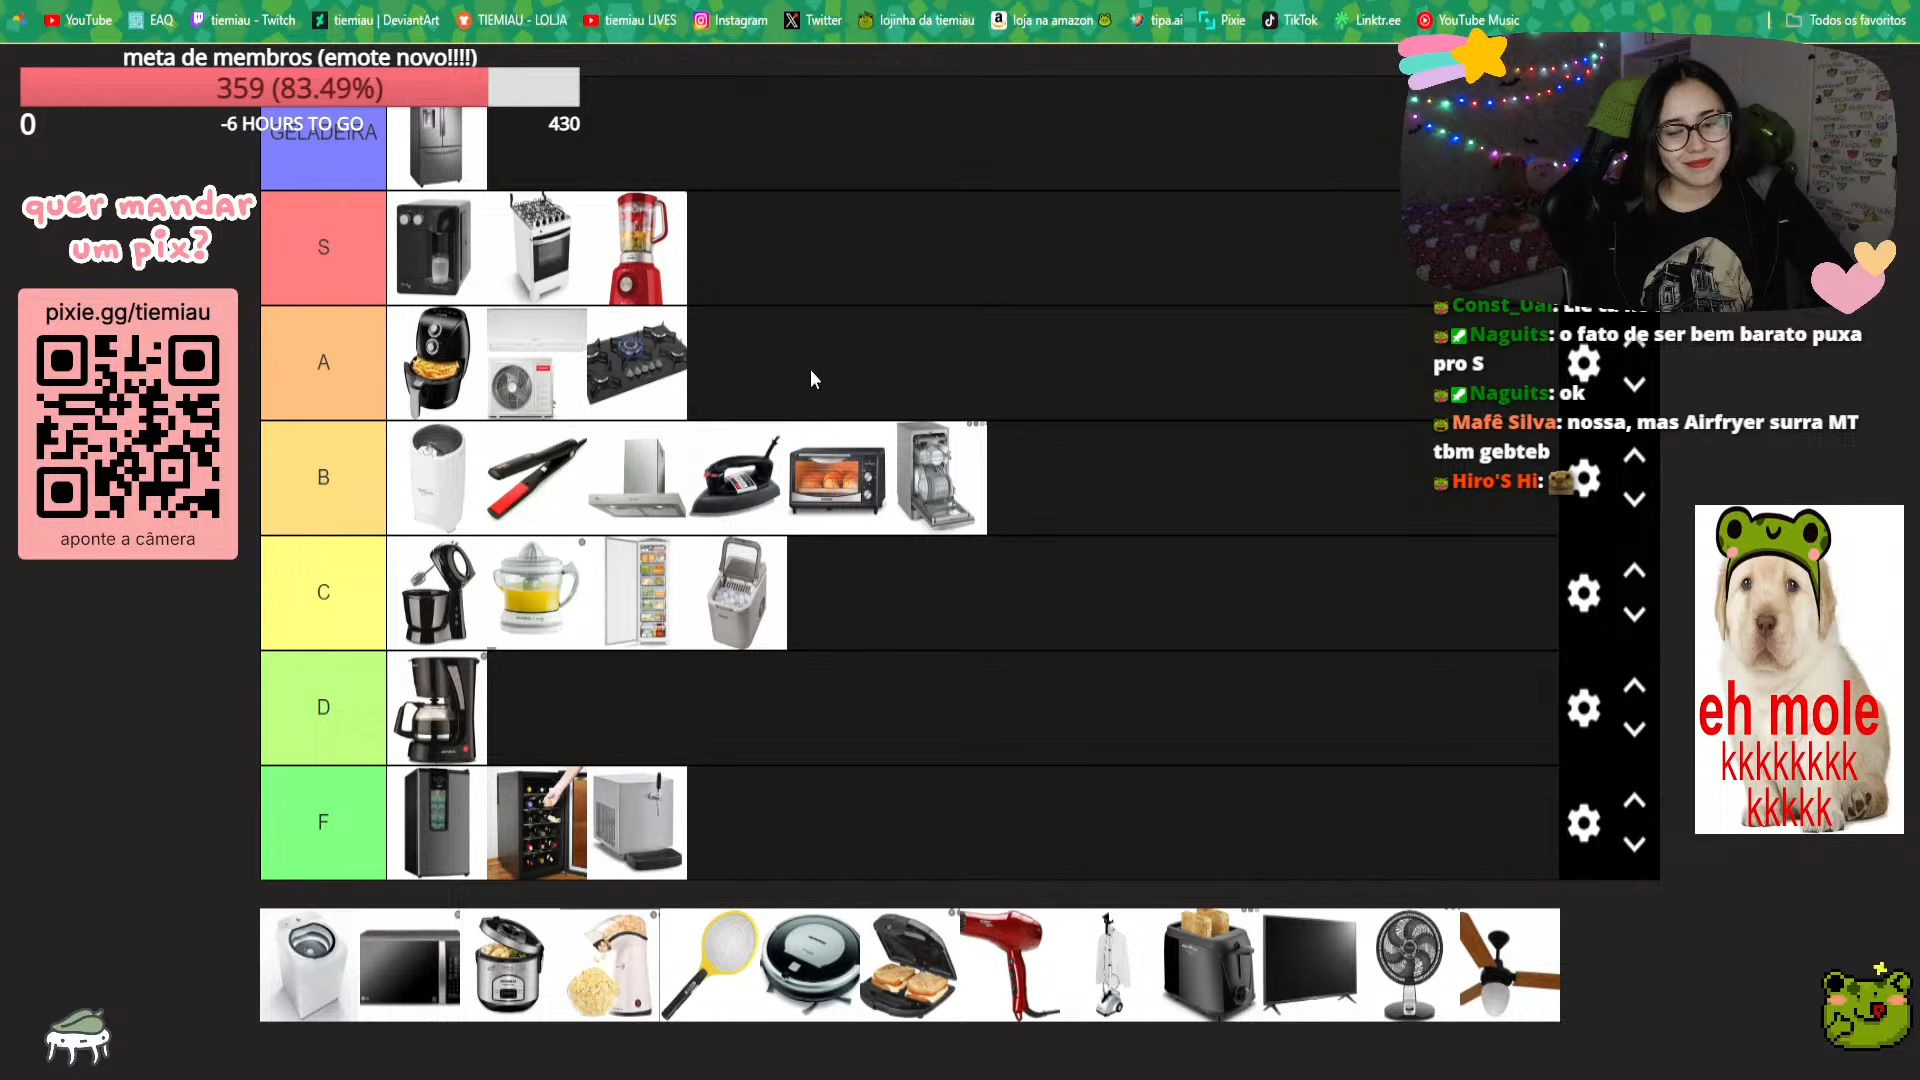 YouTube
EAQ
tiemiau - Twitch
tiemiau | DeviantArt
TIEMIAU - LOLJA
tiemiau LIVES
Instagram
Twitter
lojinha da tiemiau
loja na amazon
tipa.ai
Pixie
TikTok
Linktr.ee
YouTube Music
Todos os favoritos
meta de membros (emote novo!!!!)
359 (83.49%)
0
-6 HOURS TO GO
430
GELADEIRA
quer mandar
um pix?
pixie.gg/tiemiau
aponte a câmera
S
A
B
C
D
F
Naguits: o fato de ser bem barato puxa
pro S
Naguits: ok
Mafê Silva: nossa, mas Airfryer surra MT
tbm gebteb
Hiro'S Hi:
eh mole
kkkkkkkk
kkkkk